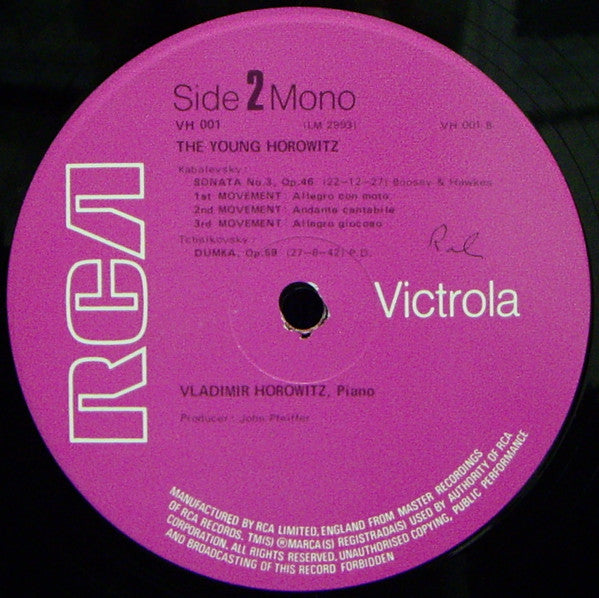 Side 2 Mono
VH 001 (LM 2993) VH 001 B
THE YOUNG HOROWITZ
Kabalevsky:
SONATA No.3, Op.46 (22-12-27) Boosey & Hawkes
1st MOVEMENT: Allegro con moto
2nd MOVEMENT: Andante cantabile
3rd MOVEMENT: Allegro giocoso
Tchaikovsky:
DUMKA, Op.59 (27-8-42) P.D.
RCA
Victrola
VLADIMIR HOROWITZ, Piano
Producer: John Pfeiffer
MANUFACTURED BY RCA LIMITED, ENGLAND FROM MASTER RECORDINGS
OF RCA RECORDS. TM(S) ® MARCA(S) REGISTRADA(S) USED BY AUTHORITY OF RCA
CORPORATION. ALL RIGHTS RESERVED. UNAUTHORISED COPYING, PUBLIC PERFORMANCE
AND BROADCASTING OF THIS RECORD FORBIDDEN